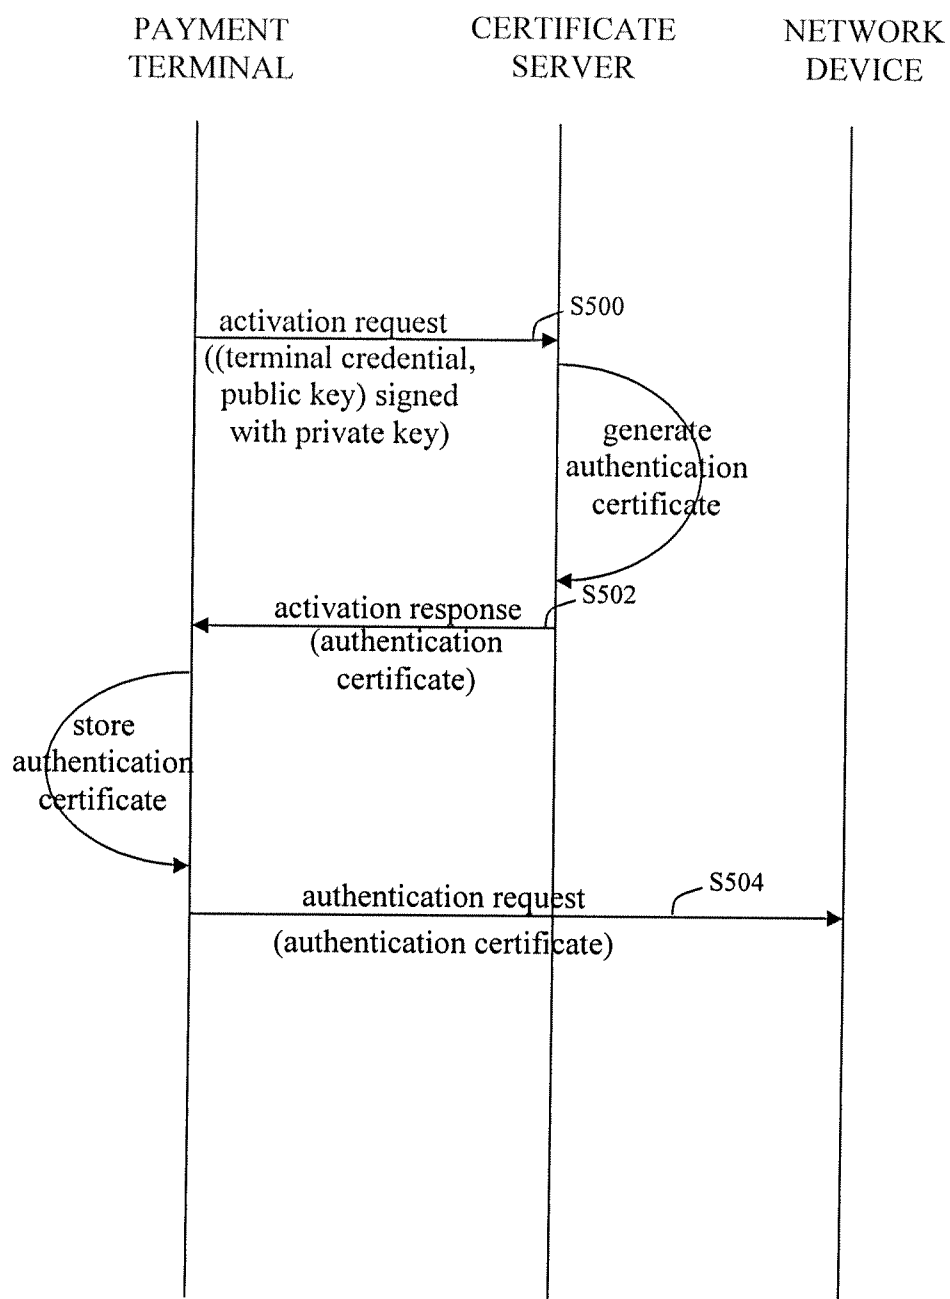 PAYMENT
TERMINAL
CERTIFICATE
SERVER
NETWORK
DEVICE
S500
activation request
((terminal credential,
public key) signed
with private key)
generate
authentication
certificate
S502
activation response
(authentication
certificate)
store
authentication
certificate
S504
authentication request
(authentication certificate)